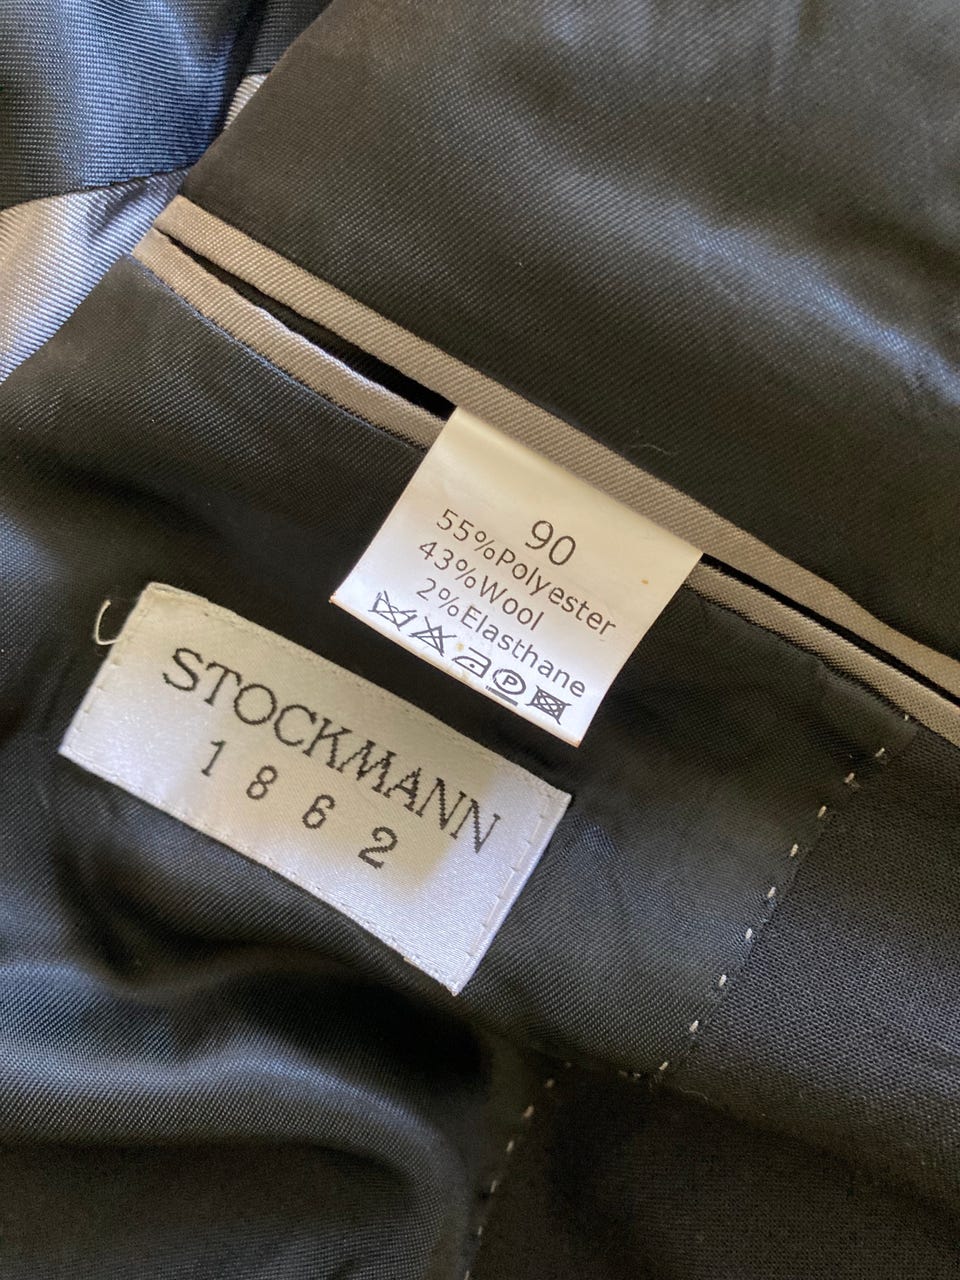 90
55%Polyester
43%Wool
2%Elasthane
P
STOCKMANN
1862